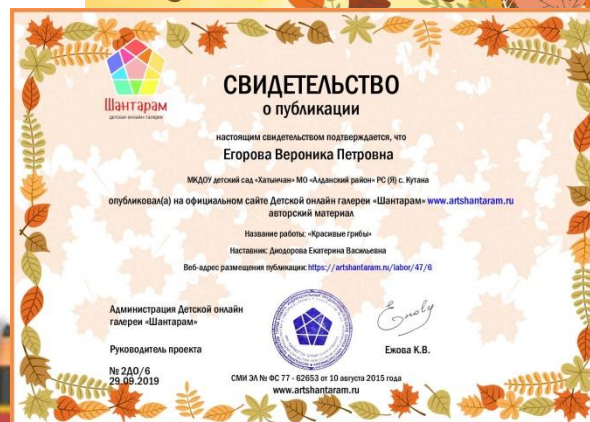 Шантарам
детская онлайн-галерея
СВИДЕТЕЛЬСТВО
о публикации
настоящим свидетельством подтверждается, что
Егорова Вероника Петровна
МКДОУ детский сад «Хатынчан» МО «Алданский район» РС (Я) с. Кутана
опубликовал(а) на официальном сайте Детской онлайн галереи «Шантарам» www.artshantaram.ru
авторский материал
Название работы: «Красивые грибы»
Наставник: Диодорова Екатерина Васильевна
Веб-адрес размещения публикации: https://artshantaram.ru/labor/47/6
Администрация Детской онлайн
галереи «Шантарам»
Руководитель проекта
Ежова К.В.
№ 2ДО/6
29.09.2019
СМИ ЭЛ № ФС 77 - 62653 от 10 августа 2015 года
www.artshantaram.ru